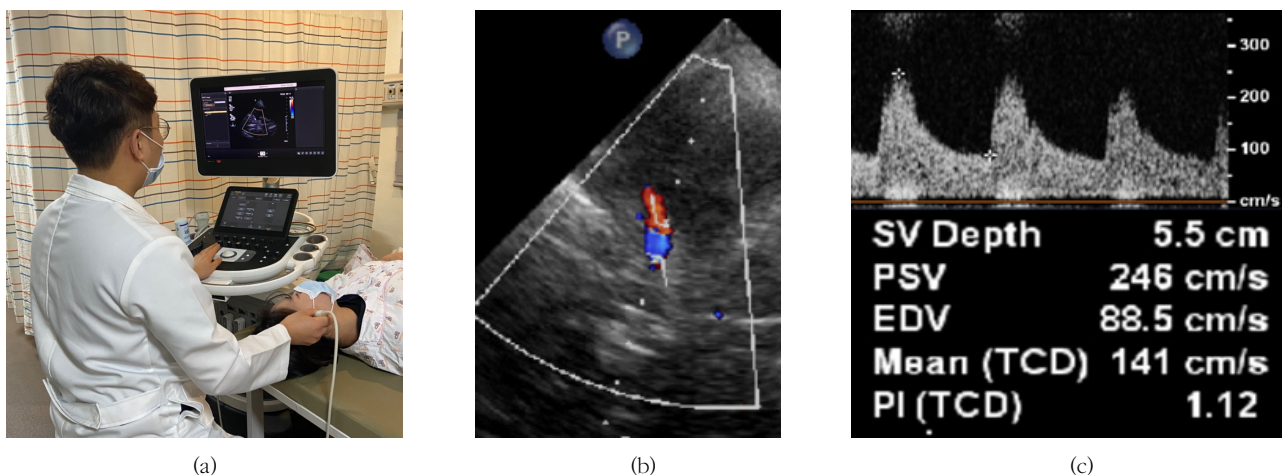 P
300
200
100
cm/s
SV Depth 5.5 cm
PSV 246 cm/s
EDV 88.5 cm/s
Mean (TCD) 141 cm/s
PI (TCD) 1.12
(a)
(b)
(c)